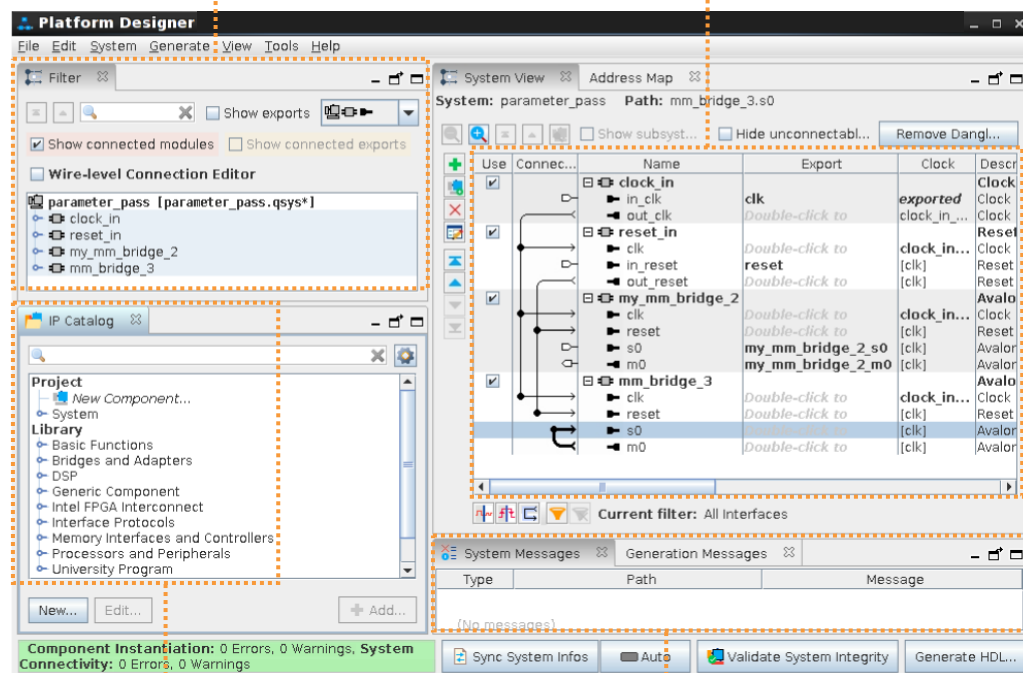 Platform Designer
File Edit System Generate View Tools Help
Filter
Show exports
Show connected modules Show connected exports
Wire-level Connection Editor
parameter_pass [parameter_pass.qsys*]
clock_in
reset_in
my_mm_bridge_2
mm_bridge_3
IP Catalog
Project
New Component...
System
Library
Basic Functions
Bridges and Adapters
DSP
Generic Component
Intel FPGA Interconnect
Interface Protocols
Memory Interfaces and Controllers
Processors and Peripherals
University Program
New... Edit... Add...
Component Instantiation: 0 Errors, 0 Warnings, System
Connectivity: 0 Errors, 0 Warnings
System View Address Map
System: parameter_pass Path: mm_bridge_3.s0
Show subsyst... Hide unconnectabl... Remove Dangl...
Use Connec... Name Export Clock Descr
clock_in Clock
in_clk clk exported Clock
out_clk Double-click to clock_in... Clock
reset_in Reset
clk Double-click to clock_in... Clock
in_reset reset [clk] Reset
out_reset Double-click to [clk] Reset
my_mm_bridge_2 Avalo
clk Double-click to clock_in... Clock
reset Double-click to [clk] Reset
s0 my_mm_bridge_2_s0 [clk] Avalor
m0 my_mm_bridge_2_m0 [clk] Avalor
mm_bridge_3 Avalo
clk Double-click to clock_in... Clock
reset Double-click to [clk] Reset
s0 Double-click to [clk] Avalor
m0 Double-click to [clk] Avalor
Current filter: All Interfaces
System Messages Generation Messages
Type Path Message
(No messages)
Sync System Infos Auto Validate System Integrity Generate HDL...